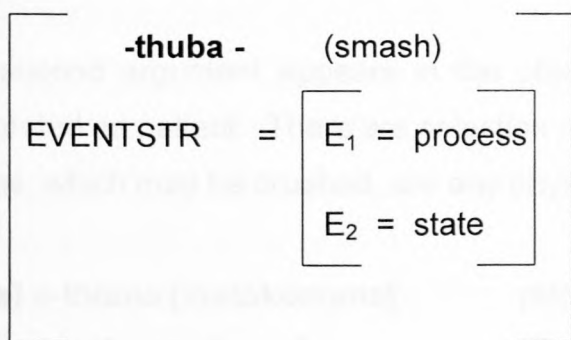 -thuba - (smash)
EVENTSTR = E₁ = process
E₂ = state